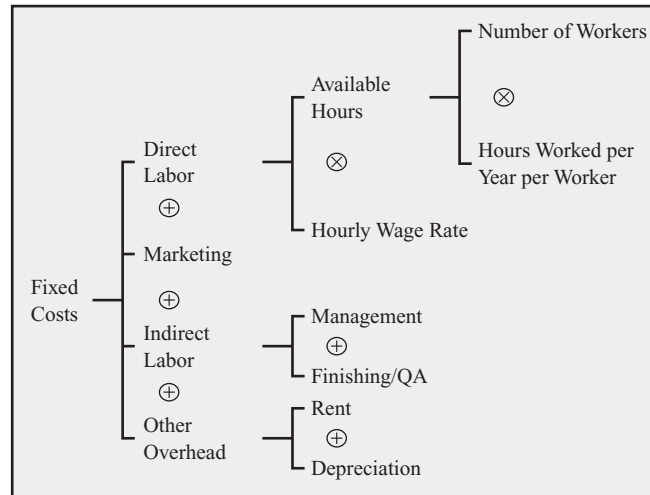 Number of Workers
Available
Hours
Hours Worked per
Year per Worker
Direct
Labor
Hourly Wage Rate
Marketing
Fixed
Costs
Management
Indirect
Labor
Finishing/QA
Rent
Other
Overhead
Depreciation